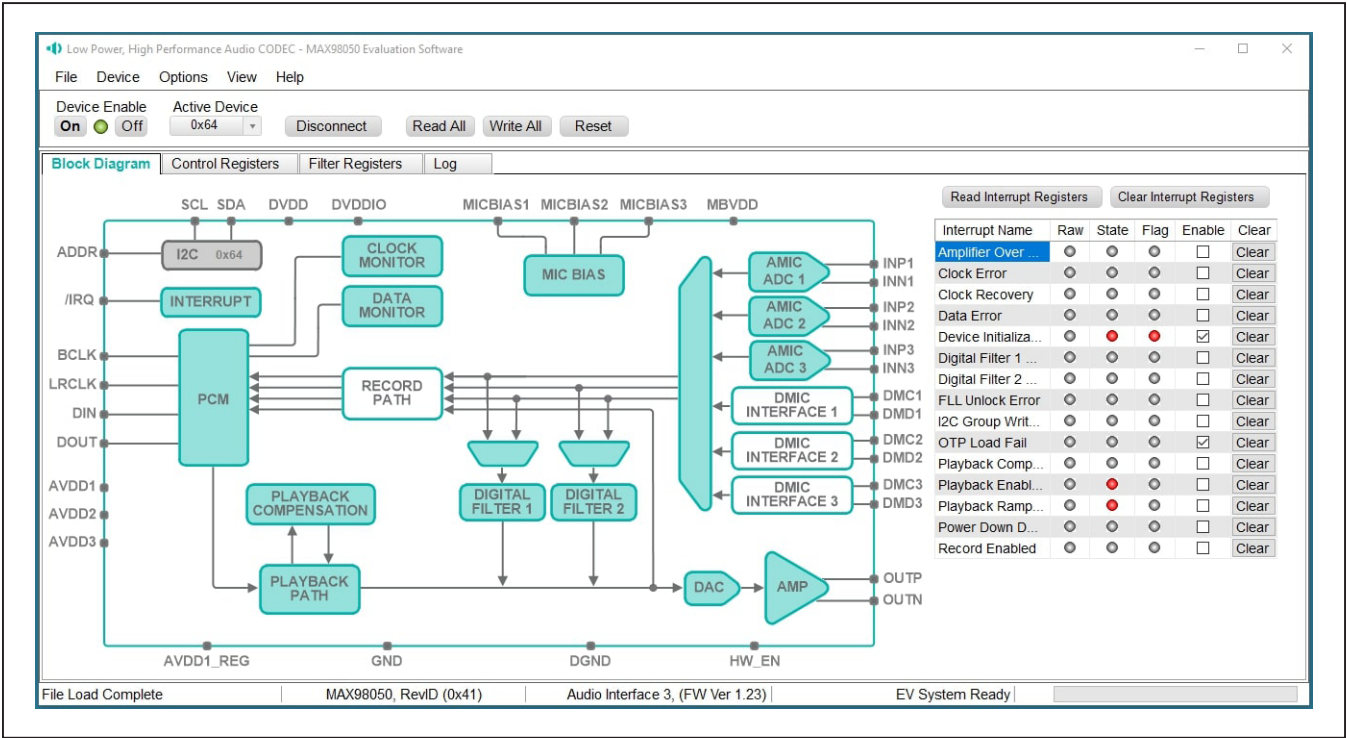 Low Power, High Performance Audio CODEC - MAX98050 Evaluation Software
File Device Options View Help
Device Enable Active Device
On Off 0x64 Disconnect Read All Write All Reset
Block Diagram Control Registers Filter Registers Log
Read Interrupt Registers Clear Interrupt Registers
SCL SDA DVDD DVDDIO MICBIAS1 MICBIAS2 MICBIAS3 MBVDD
ADDR
I2C 0x64
/IRQ
INTERRUPT
CLOCK
MONITOR
DATA
MONITOR
MIC BIAS
AMIC
ADC 1
INP1
INN1
AMIC
ADC 2
INP2
INN2
AMIC
ADC 3
INP3
INN3
BCLK
LRCLK
DIN
DOUT
PCM
RECORD
PATH
DMIC
INTERFACE 1
DMC1
DMD1
DMIC
INTERFACE 2
DMC2
DMD2
DMIC
INTERFACE 3
DMC3
DMD3
AVDD1
AVDD2
AVDD3
PLAYBACK
COMPENSATION
DIGITAL
FILTER 1
DIGITAL
FILTER 2
PLAYBACK
PATH
DAC
AMP
OUTP
OUTN
AVDD1_REG GND DGND HW_EN
Interrupt Name Raw State Flag Enable Clear
Amplifier Over ... Clear
Clock Error Clear
Clock Recovery Clear
Data Error Clear
Device Initializa... Clear
Digital Filter 1 ... Clear
Digital Filter 2 ... Clear
FLL Unlock Error Clear
I2C Group Writ... Clear
OTP Load Fail Clear
Playback Comp... Clear
Playback Enabl... Clear
Playback Ramp... Clear
Power Down D... Clear
Record Enabled Clear
File Load Complete MAX98050, RevID (0x41) Audio Interface 3, (FW Ver 1.23) EV System Ready